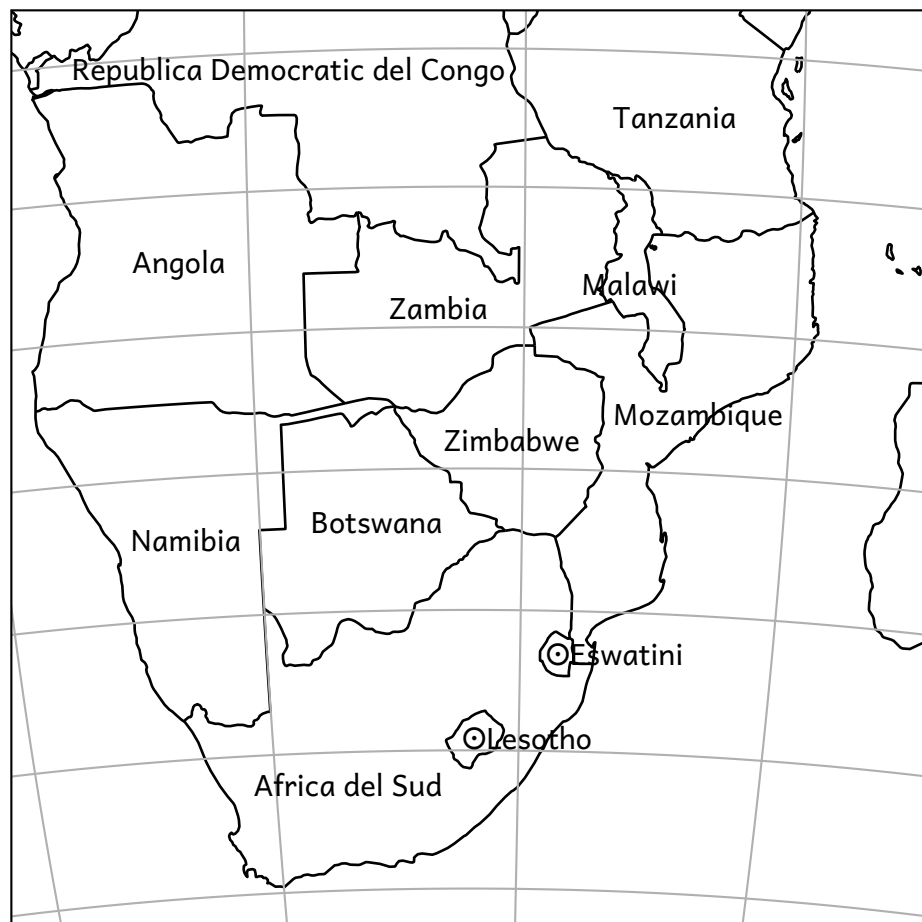 Republica Democratic del Congo
Tanzania
Angola
Malawi
Zambia
Mozambique
Zimbabwe
Botswana
Namibia
Eswatini
Lesotho
Africa del Sud